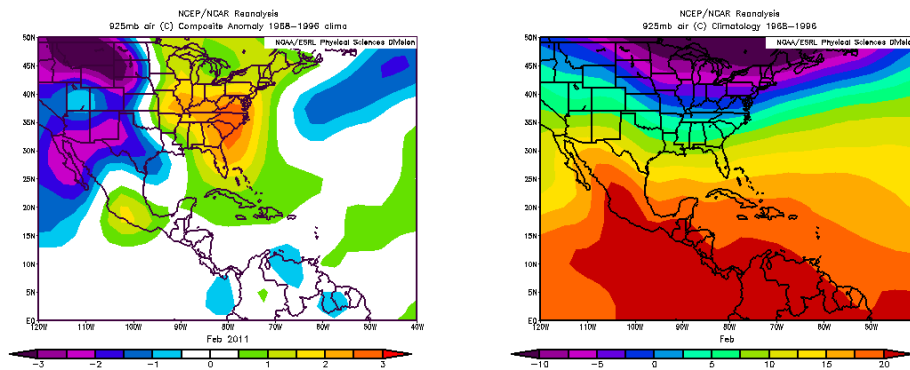 NCEP/NCAR Reanalysis
925mb air (C) Composite Anomaly 1968-1996 clima
NOAA/ESRL Physical Sciences Division
50N
45N
40N
35N
30N
25N
20N
15N
10N
5N
EQ
120W 110W 100W 90W 80W 70W 60W 50W 40W
Feb 2011
-3 -2 -1 0 1 2 3
NCEP/NCAR Reanalysis
925mb air (C) Climatology 1968-1996
NOAA/ESRL Physical Sciences Division
50N
45N
40N
35N
30N
25N
20N
15N
10N
5N
EQ
120W 110W 100W 90W 80W 70W 60W 50W 40W
Feb
-10 -5 0 5 10 15 20